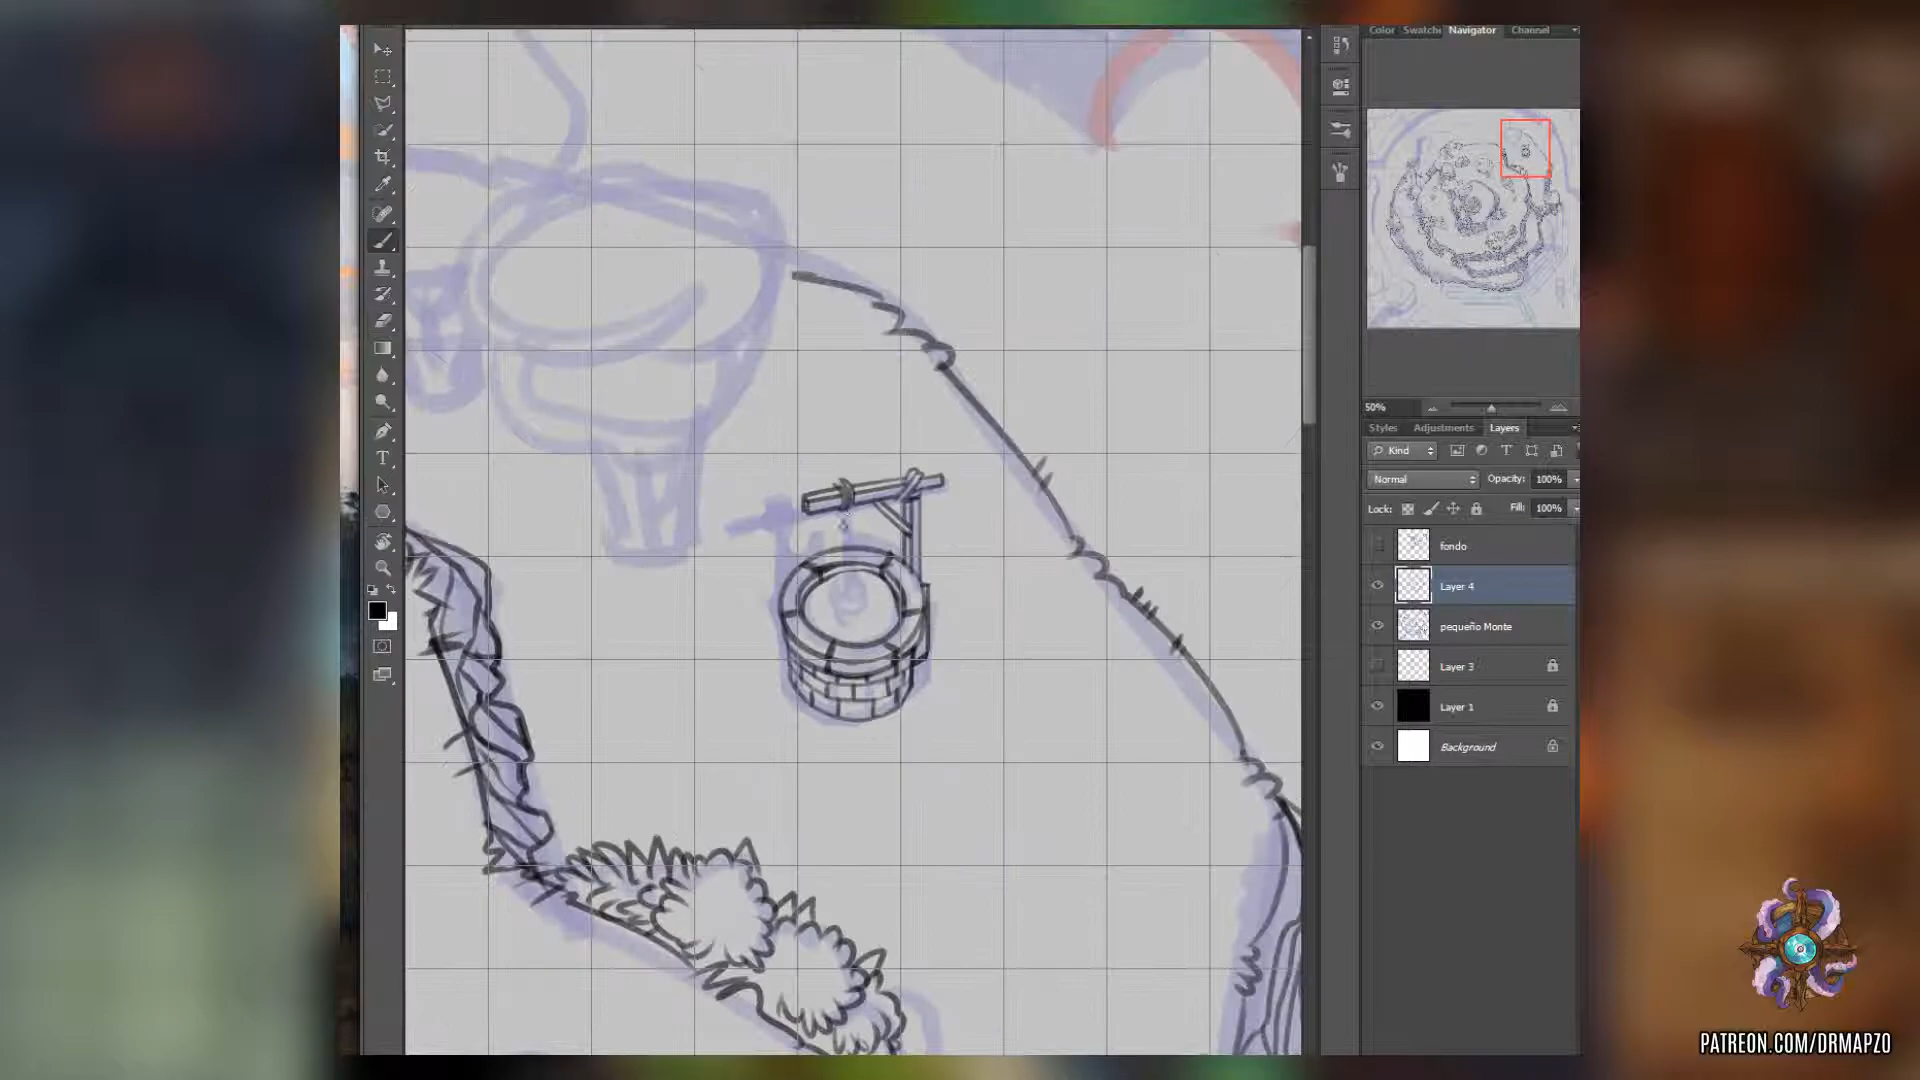 Color Swatche Navigator Channel
50%
Styles Adjustments Layers
Kind
Normal Opacity: 100%
Lock: Fill: 100%
fondo
Layer 4
pequeño Monte
Layer 3
Layer 1
Background
PATREON.COM/DRMAPZO